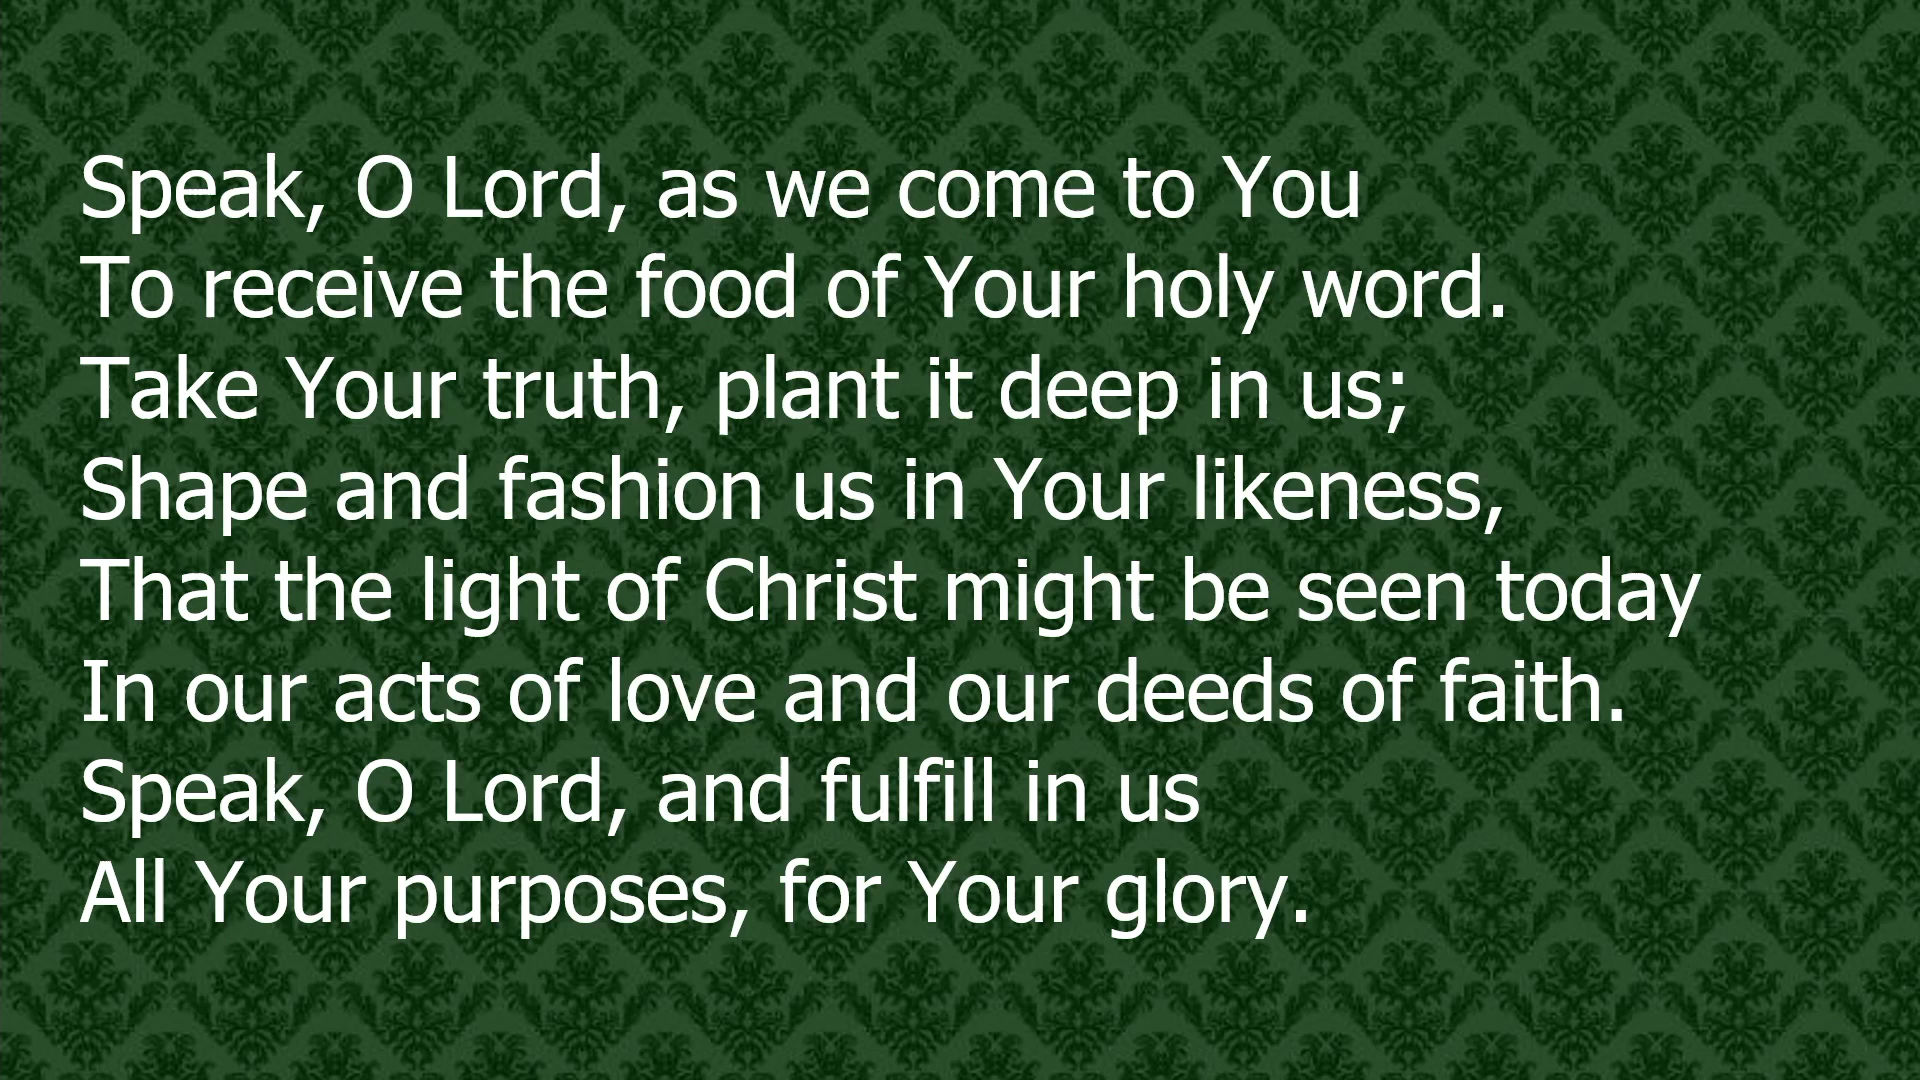 Speak, O Lord, as we come to You
To receive the food of Your holy word.
Take Your truth, plant it deep in us;
Shape and fashion us in Your likeness,
That the light of Christ might be seen today
In our acts of love and our deeds of faith.
Speak, O Lord, and fulfill in us
All Your purposes, for Your glory.